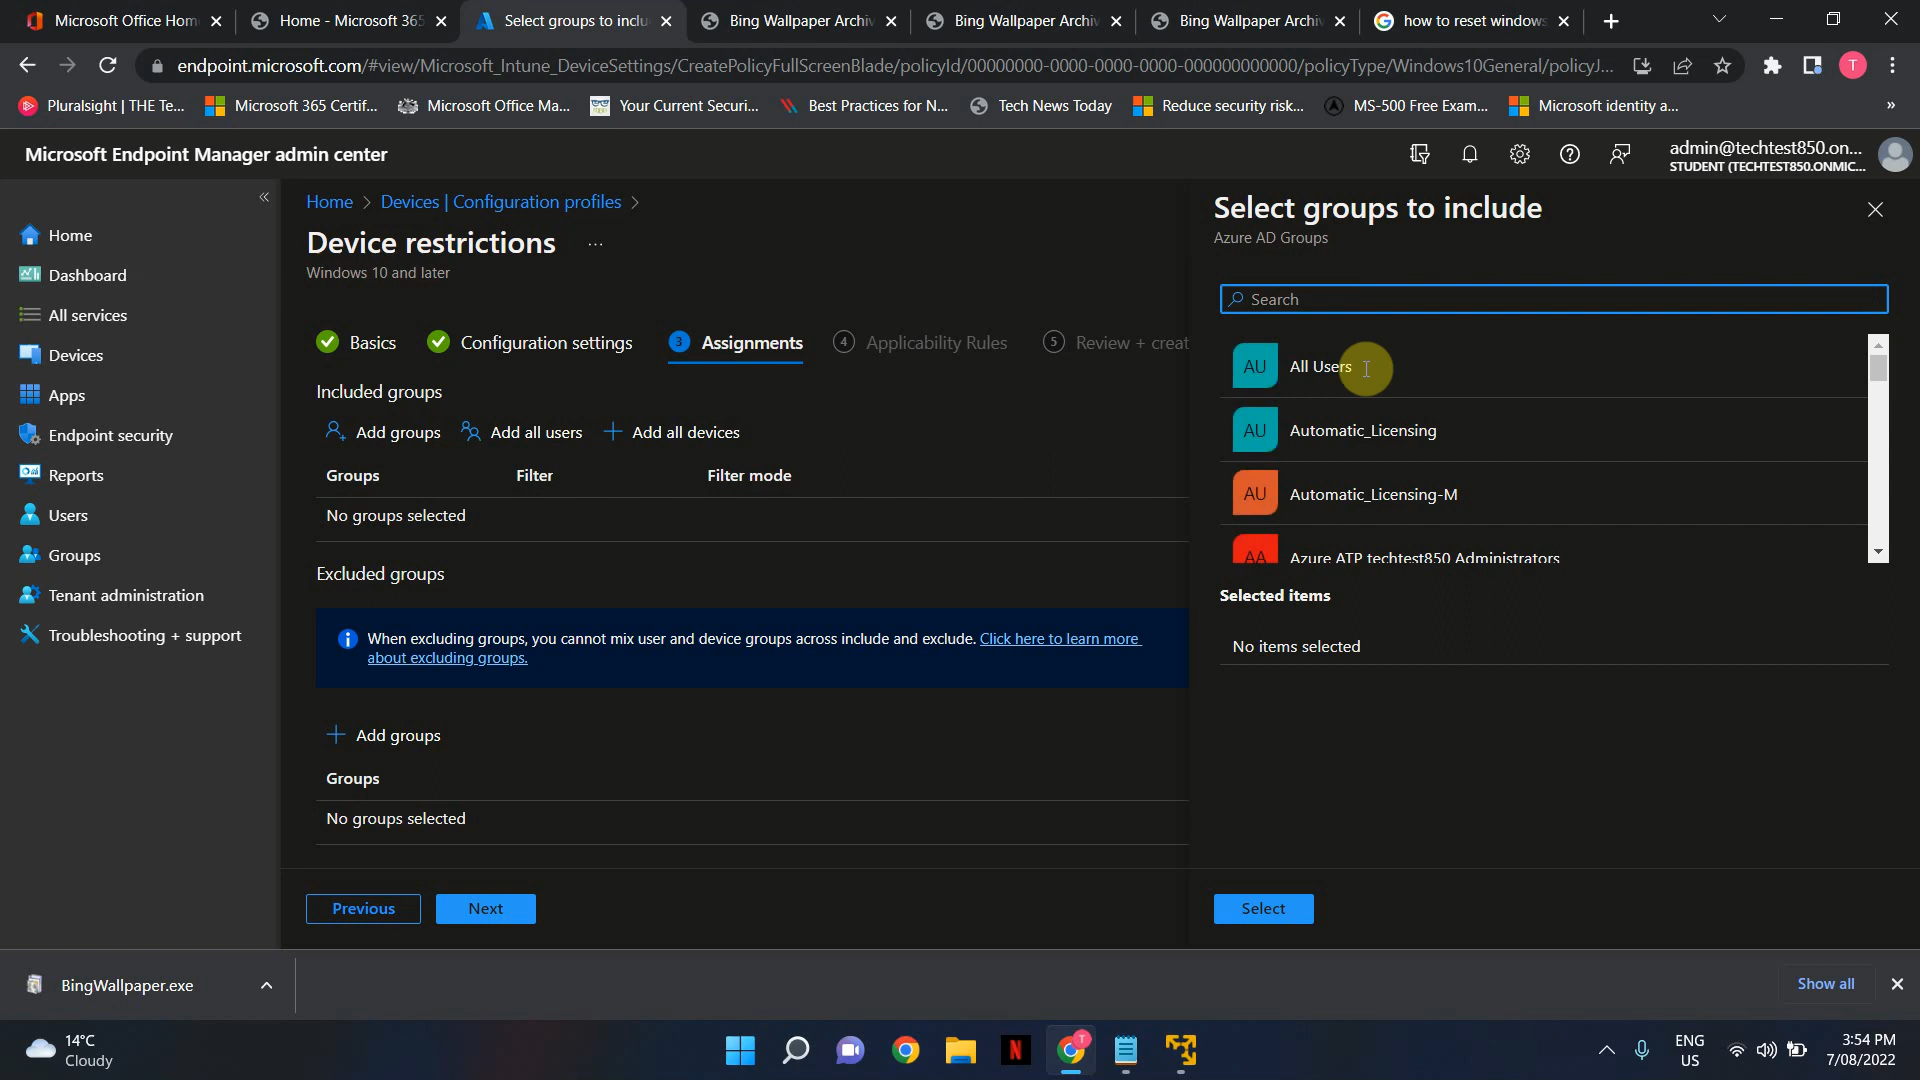 Microsoft Office Hom
Home - Microsoft 365
Select groups to inclu
Bing Wallpaper Archiv
Bing Wallpaper Archiv
Bing Wallpaper Archiv
how to reset windows
endpoint.microsoft.com/#view/Microsoft_Intune_DeviceSettings/CreatePolicyFullScreenBlade/policyId/00000000-0000-0000-0000-000000000000/policyType/Windows10General/policyJ...
T
Pluralsight | THE Te...
Microsoft 365 Certif...
Microsoft Office Ma...
Your Current Securi...
Best Practices for N...
Tech News Today
Reduce security risk...
MS-500 Free Exam...
Microsoft identity a...
»
Microsoft Endpoint Manager admin center
admin@techtest850.on...
STUDENT (TECHTEST850.ONMIC...
Home
Dashboard
All services
Devices
Apps
Endpoint security
Reports
Users
Groups
Tenant administration
Troubleshooting + support
Home > Devices | Configuration profiles >
Device restrictions ...
Windows 10 and later
Basics
Configuration settings
3 Assignments
4 Applicability Rules
5 Review + creat
Included groups
Add groups
Add all users
Add all devices
Groups Filter Filter mode
No groups selected
Excluded groups
When excluding groups, you cannot mix user and device groups across include and exclude. Click here to learn more
about excluding groups.
Add groups
Groups
No groups selected
Previous
Next
Select groups to include
Azure AD Groups
Search
AU All Users
AU Automatic_Licensing
AU Automatic_Licensing-M
AA Azure ATP techtest850 Administrators
Selected items
No items selected
Select
BingWallpaper.exe
Show all
14°C
Cloudy
N
T
ENG
US
3:54 PM
7/08/2022